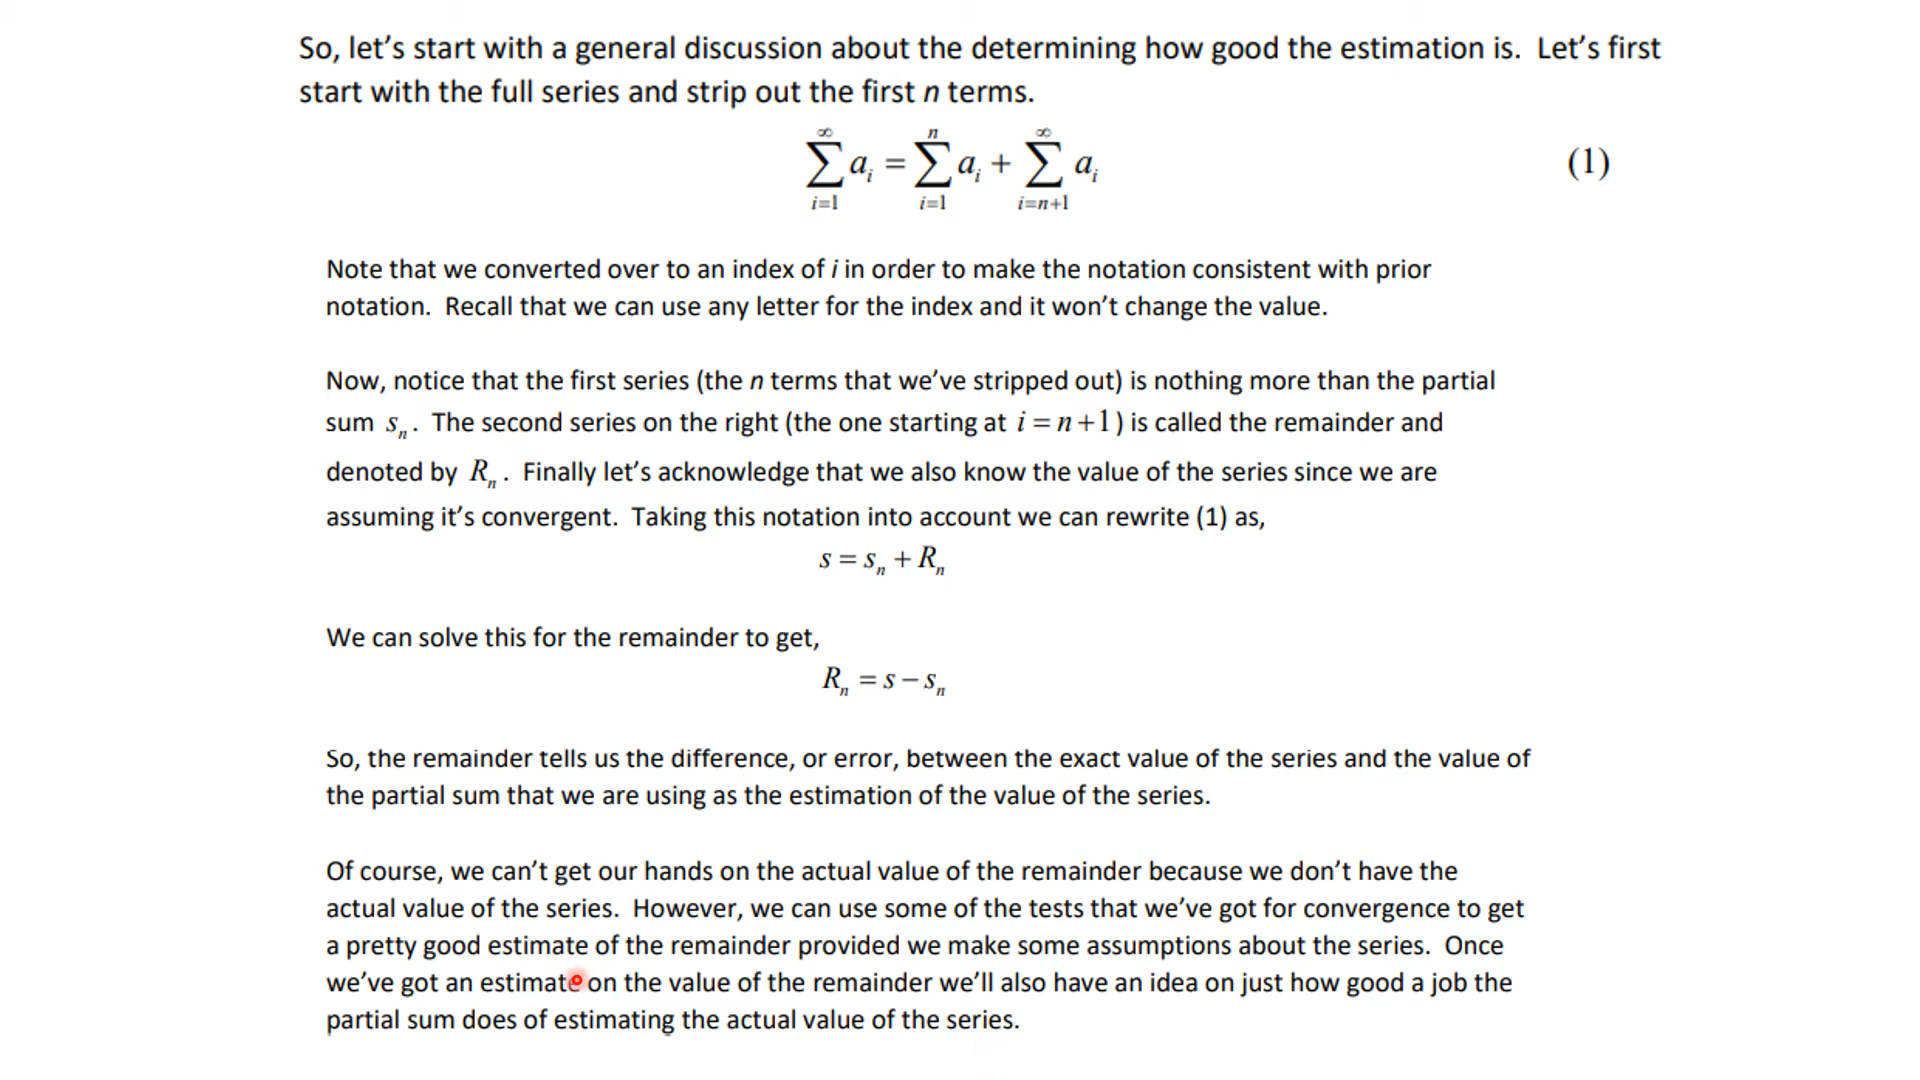 So, let’s start with a general discussion about the determining how good the estimation is.  Let’s first
start with the full series and strip out the first n terms.
∑_{i=1}^{∞} a_i = ∑_{i=1}^{n} a_i + ∑_{i=n+1}^{∞} a_i (1)
Note that we converted over to an index of i in order to make the notation consistent with prior
notation.  Recall that we can use any letter for the index and it won’t change the value.
Now, notice that the first series (the n terms that we’ve stripped out) is nothing more than the partial
sum s_n.  The second series on the right (the one starting at i = n+1) is called the remainder and
denoted by R_n.  Finally let’s acknowledge that we also know the value of the series since we are
assuming it’s convergent.  Taking this notation into account we can rewrite (1) as,
s = s_n + R_n
We can solve this for the remainder to get,
R_n = s − s_n
So, the remainder tells us the difference, or error, between the exact value of the series and the value of
the partial sum that we are using as the estimation of the value of the series.
Of course, we can’t get our hands on the actual value of the remainder because we don’t have the
actual value of the series.  However, we can use some of the tests that we’ve got for convergence to get
a pretty good estimate of the remainder provided we make some assumptions about the series.  Once
we’ve got an estimate on the value of the remainder we’ll also have an idea on just how good a job the
partial sum does of estimating the actual value of the series.